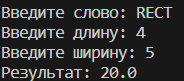 Введите слово: RECT
Введите длину: 4
Введите ширину: 5
Результат: 20.0